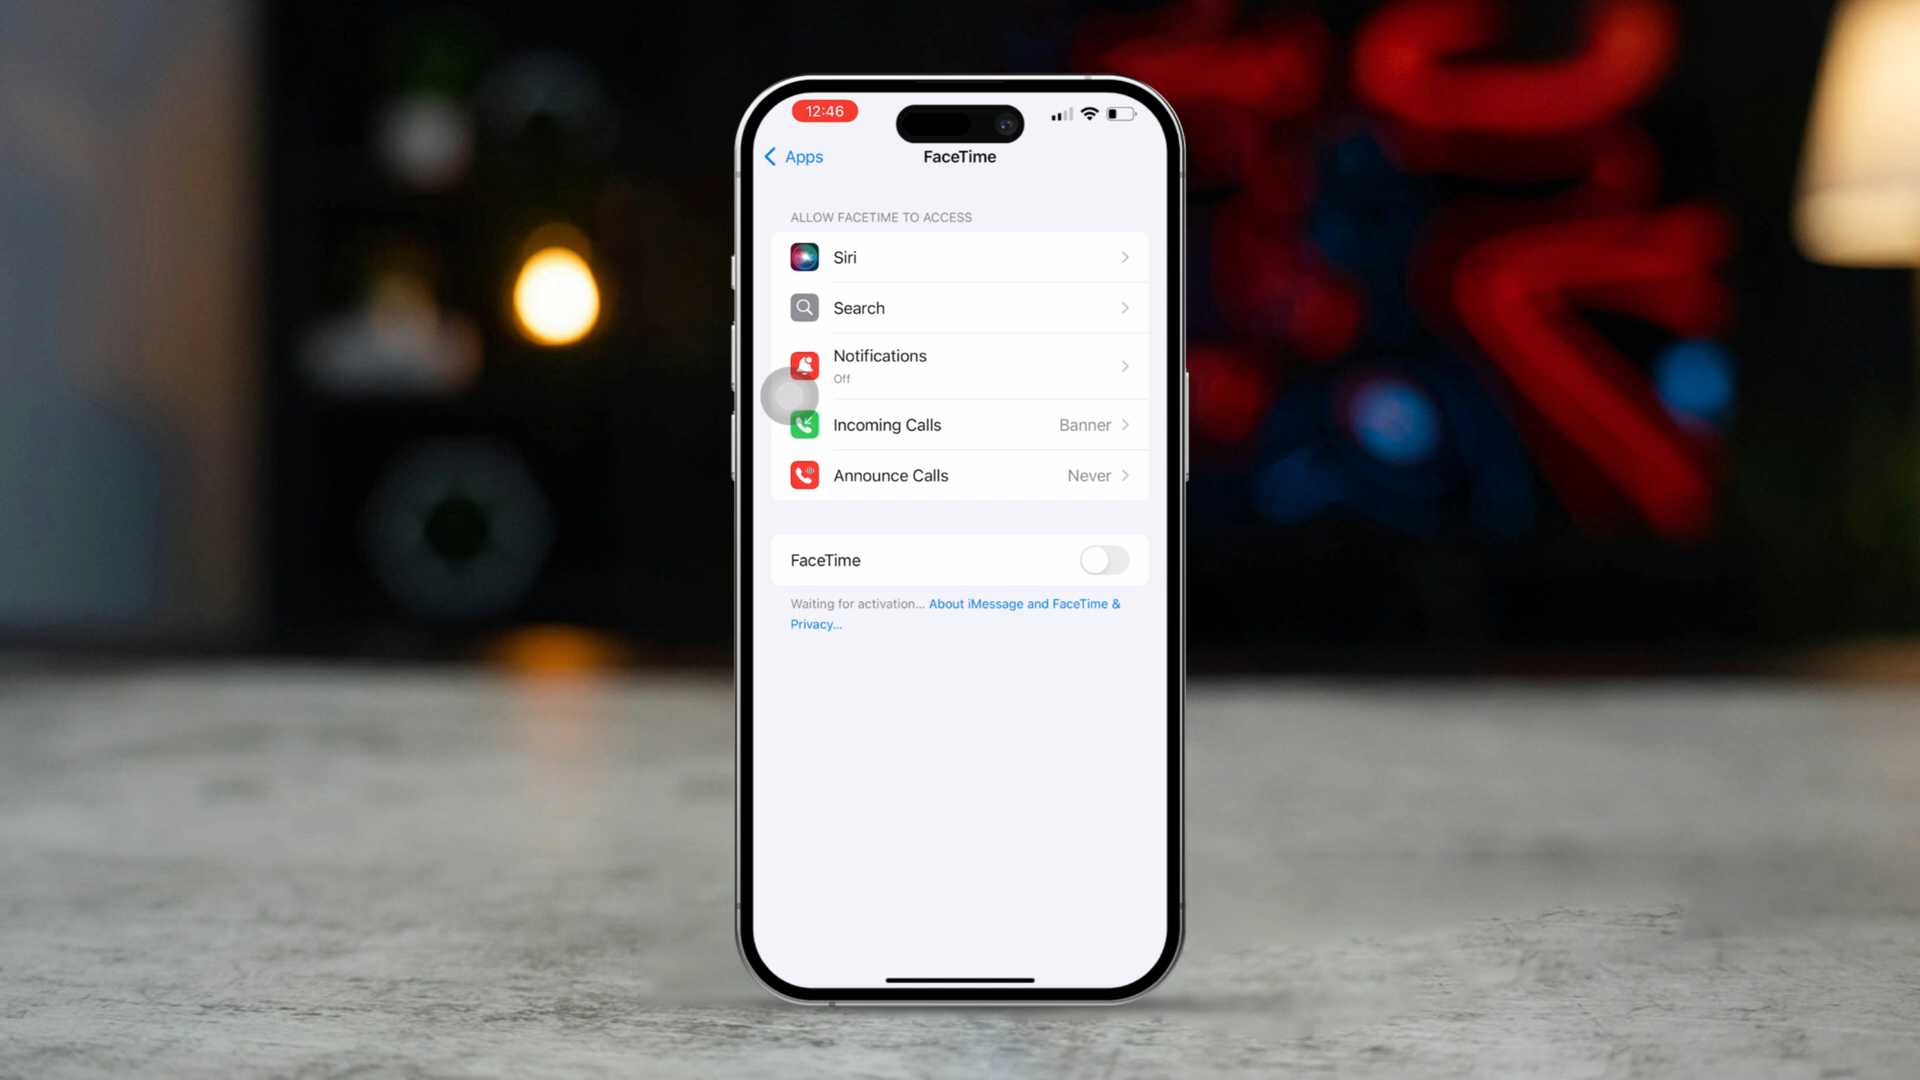 12:46
Apps
FaceTime
ALLOW FACETIME TO ACCESS
Siri
Search
Notifications
Off
Incoming Calls Banner
Announce Calls Never
FaceTime
Waiting for activation... About iMessage and FaceTime &
Privacy...